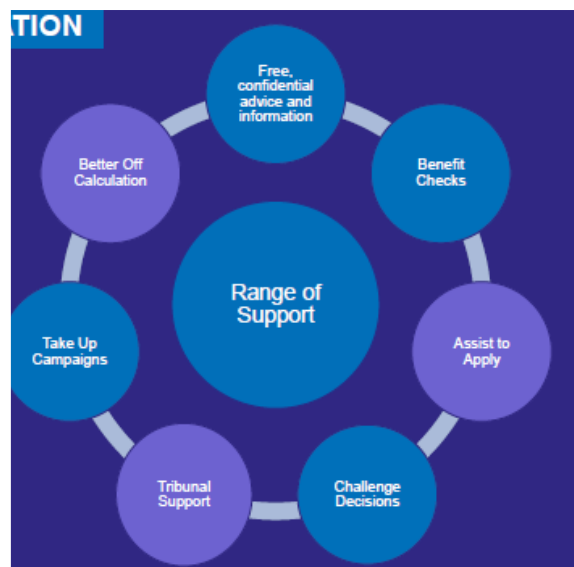 ATION
Free,
confidential
advice and
information
Benefit
Checks
Assist to
Apply
Challenge
Decisions
Tribunal
Support
Take Up
Campaigns
Better Off
Calculation
Range of
Support